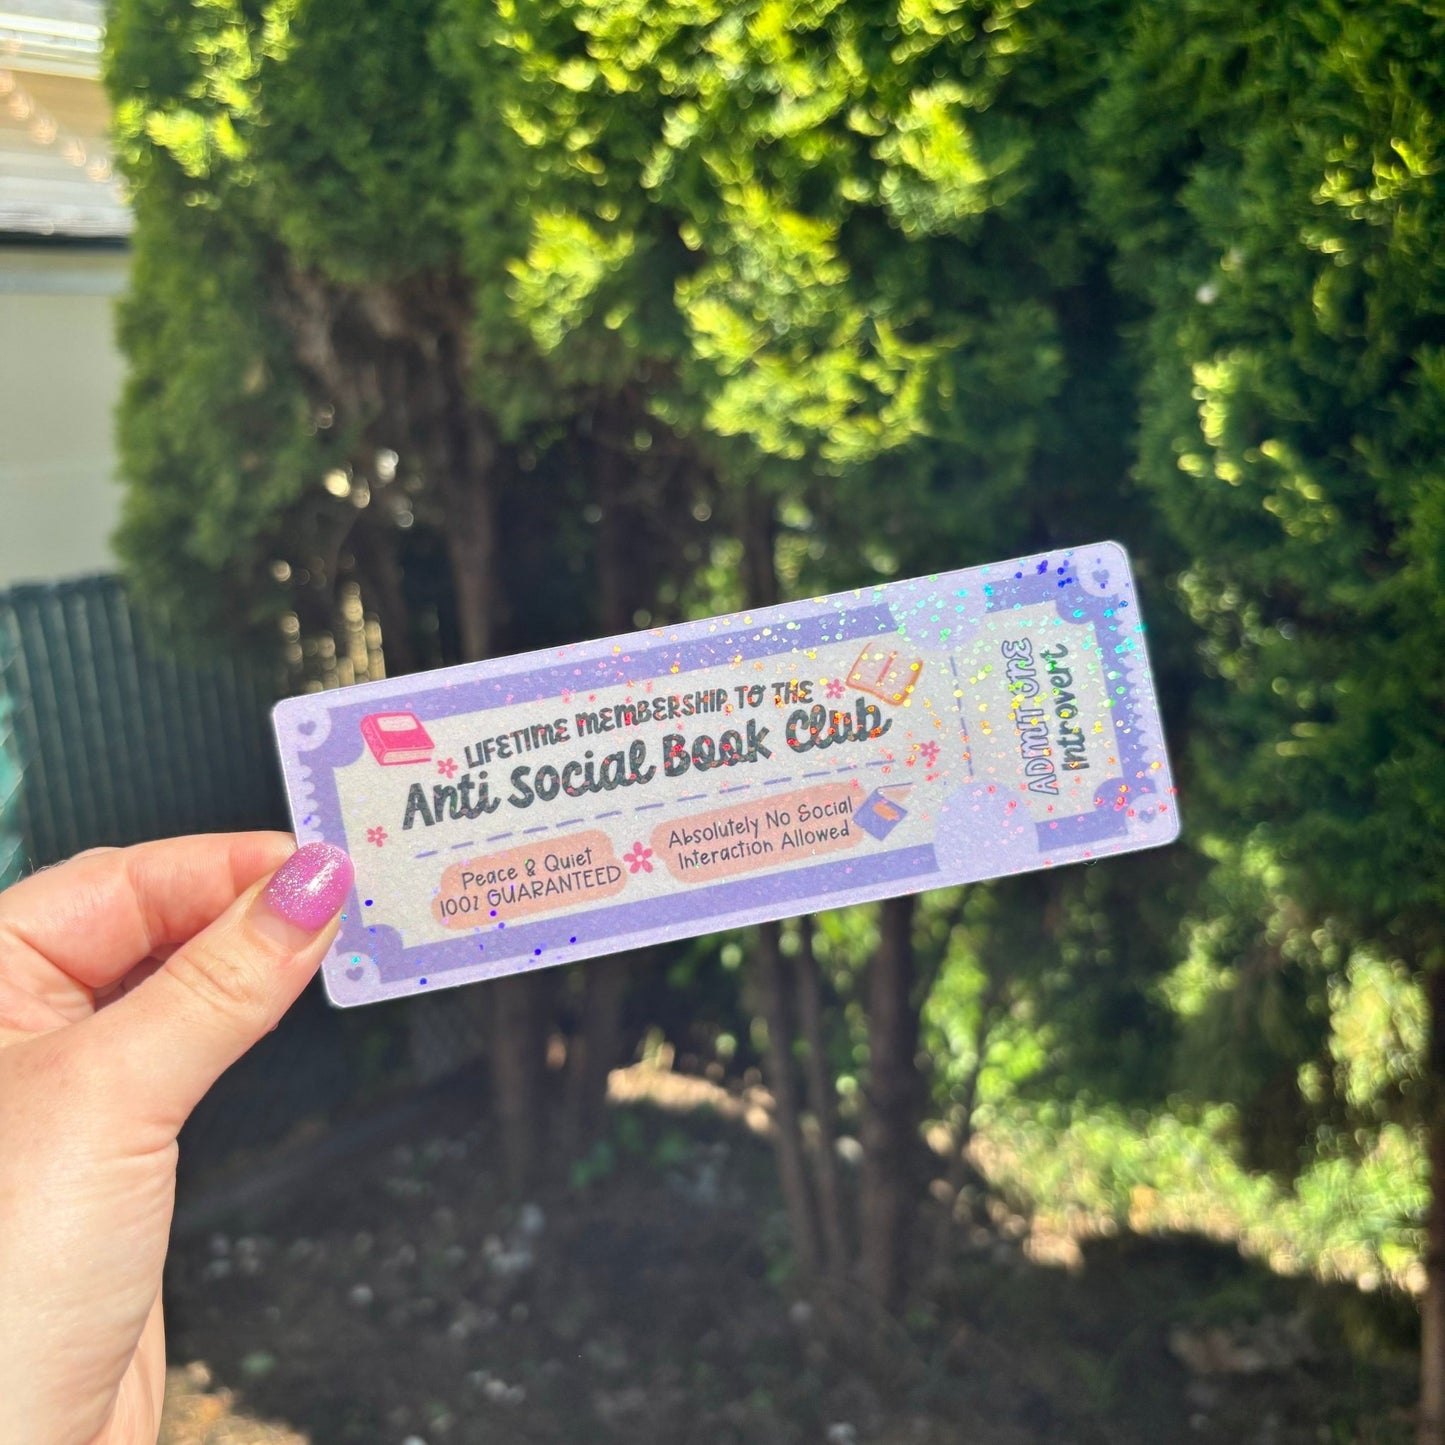 LIFETIME MEMBERSHIP TO THE
Anti Social Book Club
Peace & Quiet
100% GUARANTEED
Absolutely No Social
Interaction Allowed
ADMIT ONE
Introvert